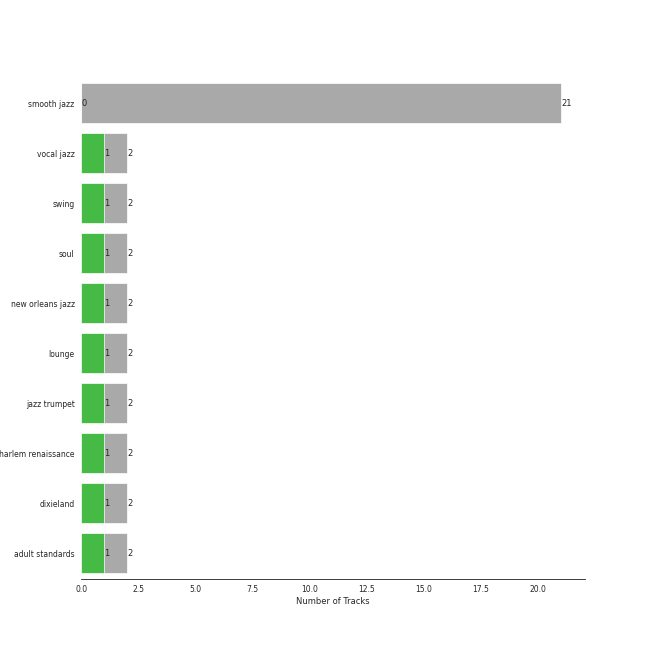 smooth jazz 0 21
vocal jazz 1 2
swing 1 2
soul 1 2
new orleans jazz 1 2
lounge 1 2
jazz trumpet 1 2
harlem renaissance 1 2
dixieland 1 2
adult standards 1 2
0.0 2.5 5.0 7.5 10.0 12.5 15.0 17.5 20.0
Number of Tracks